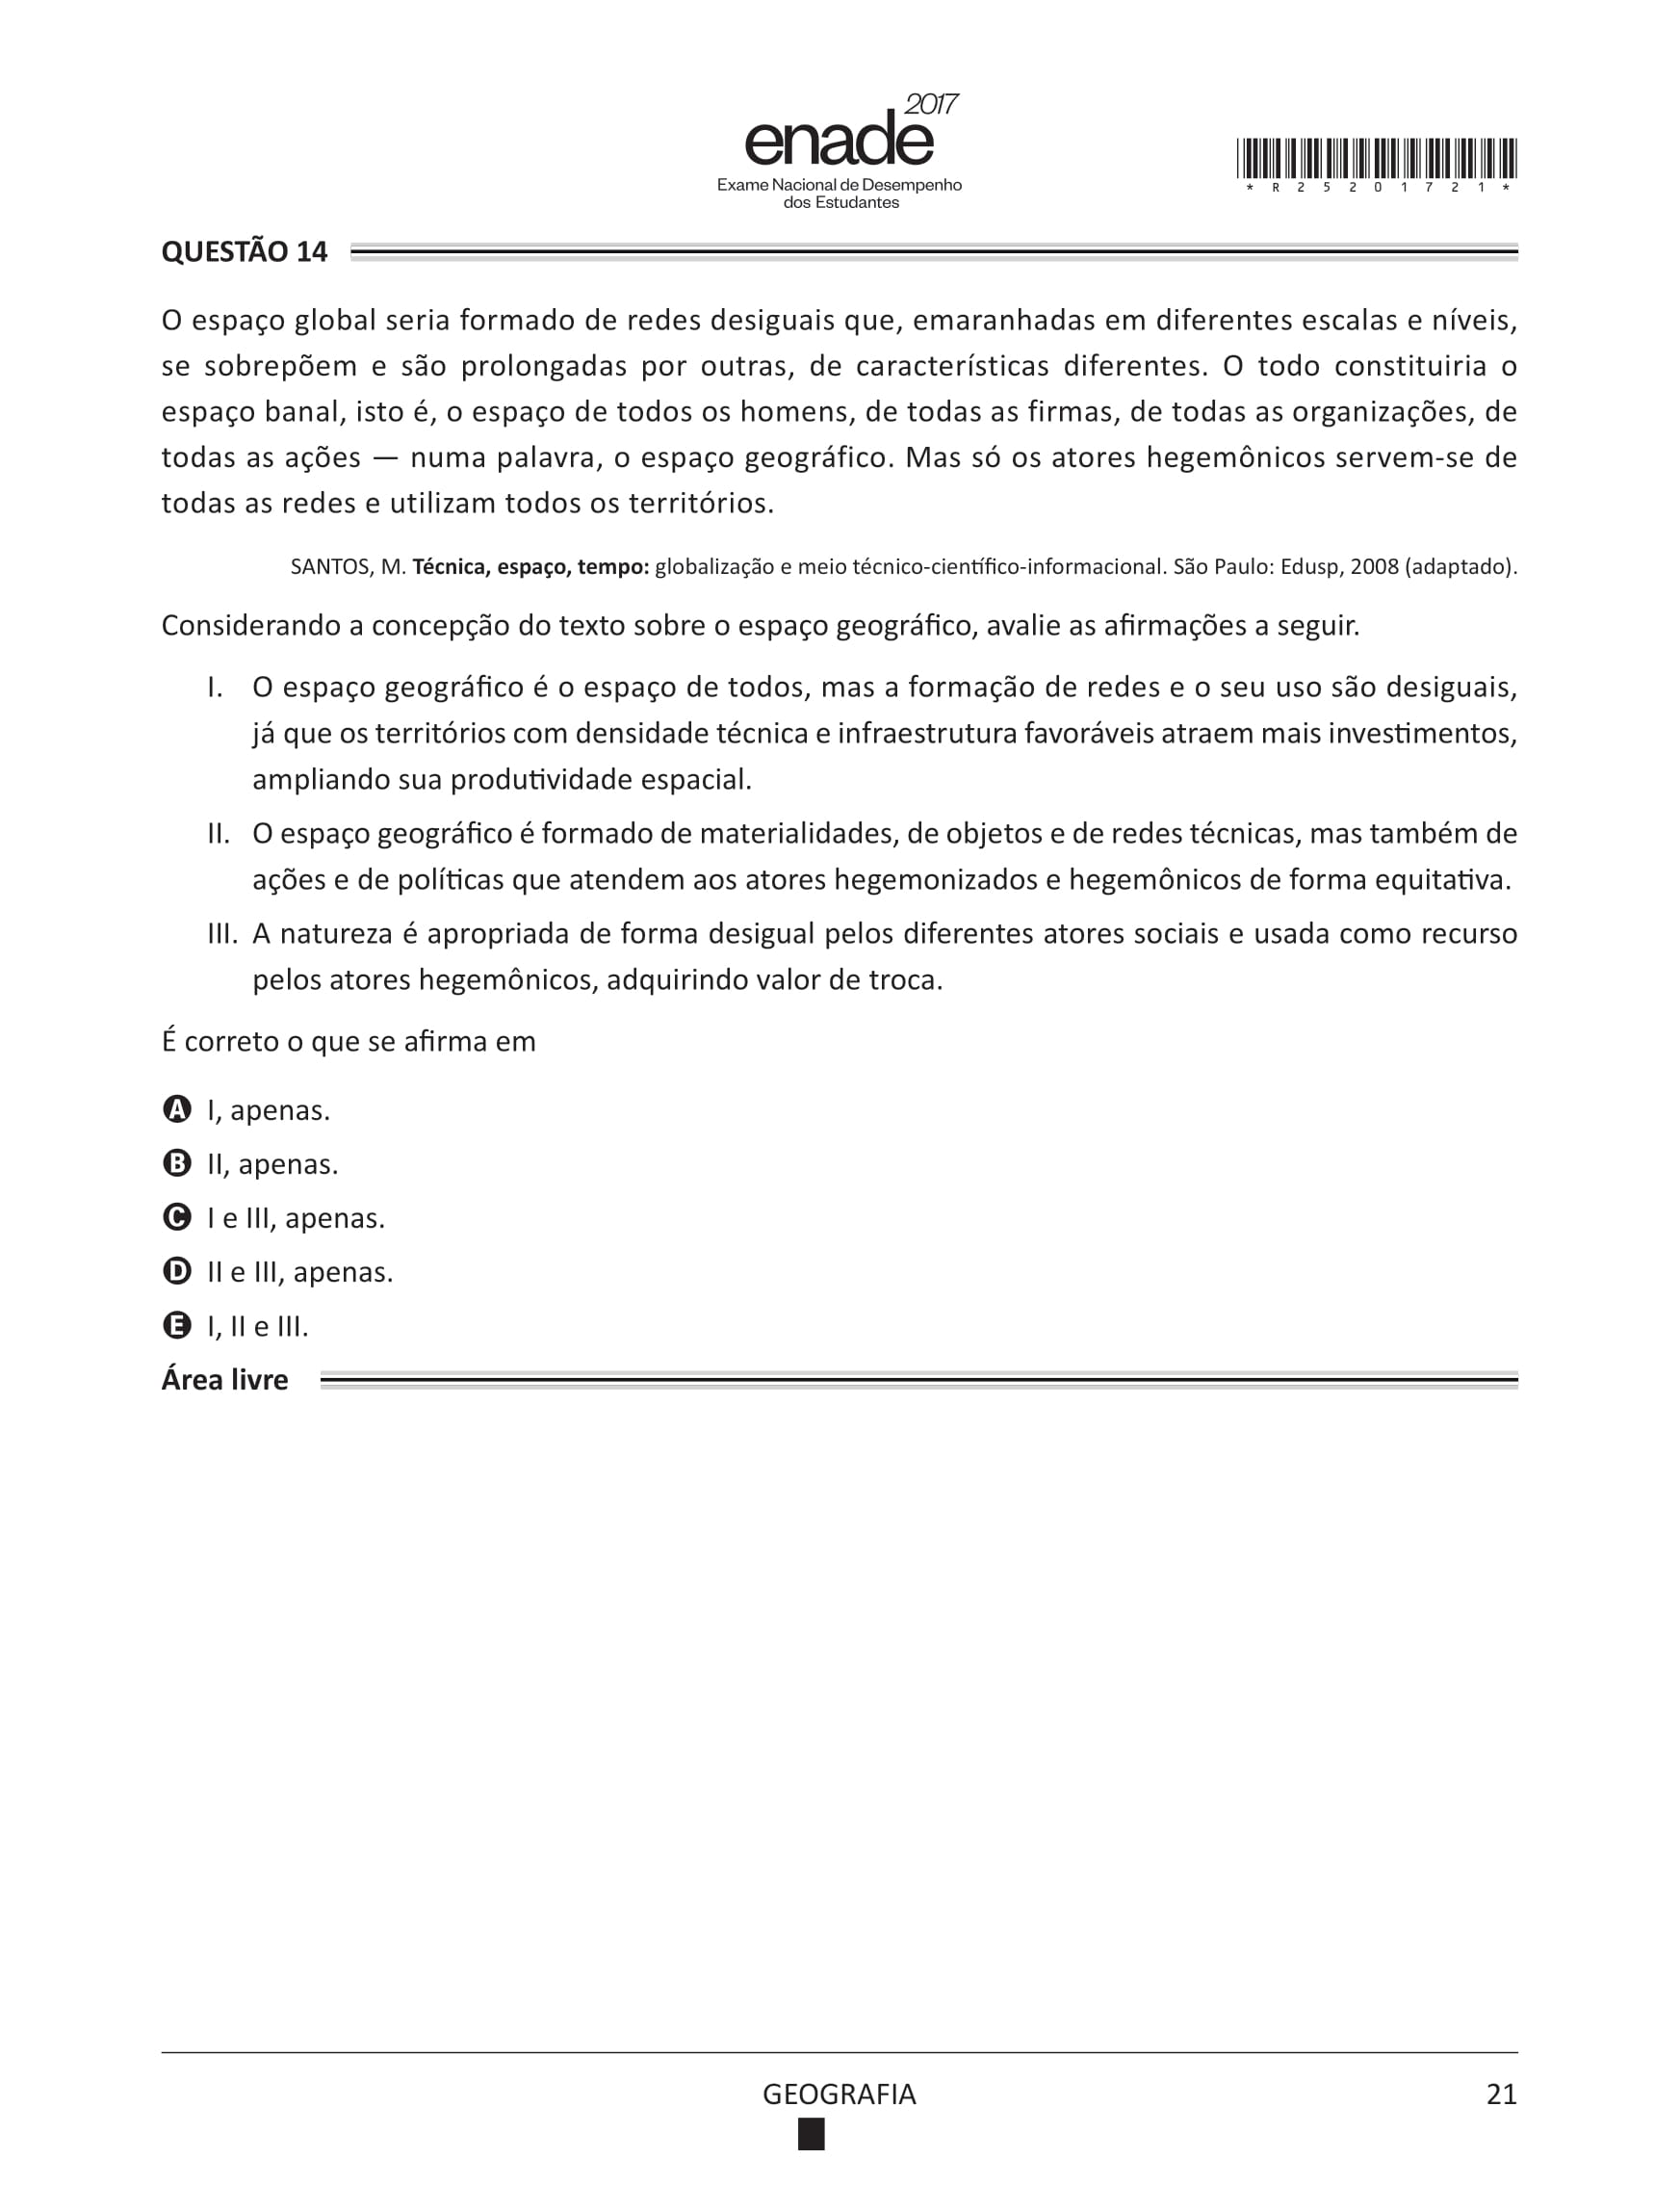 2017
enade
Exame Nacional de Desempenho
dos Estudantes
* R 2 5 2 0 1 7 2 1 *
QUESTÃO 14
O espaço global seria formado de redes desiguais que, emaranhadas em diferentes escalas e níveis,
se sobrepõem e são prolongadas por outras, de características diferentes. O todo constituiria o
espaço banal, isto é, o espaço de todos os homens, de todas as firmas, de todas as organizações, de
todas as ações — numa palavra, o espaço geográfico. Mas só os atores hegemônicos servem-se de
todas as redes e utilizam todos os territórios.
SANTOS, M. Técnica, espaço, tempo: globalização e meio técnico-científico-informacional. São Paulo: Edusp, 2008 (adaptado).
Considerando a concepção do texto sobre o espaço geográfico, avalie as afirmações a seguir.
I. O espaço geográfico é o espaço de todos, mas a formação de redes e o seu uso são desiguais,
já que os territórios com densidade técnica e infraestrutura favoráveis atraem mais investimentos,
ampliando sua produtividade espacial.
II. O espaço geográfico é formado de materialidades, de objetos e de redes técnicas, mas também de
ações e de políticas que atendem aos atores hegemonizados e hegemônicos de forma equitativa.
III. A natureza é apropriada de forma desigual pelos diferentes atores sociais e usada como recurso
pelos atores hegemônicos, adquirindo valor de troca.
É correto o que se afirma em
A I, apenas.
B II, apenas.
C I e III, apenas.
D II e III, apenas.
E I, II e III.
Área livre
GEOGRAFIA
21